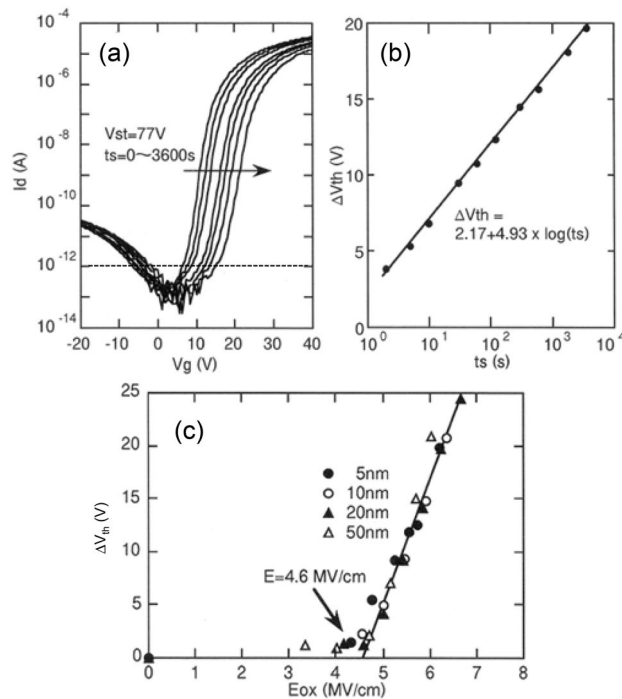 (a)
10⁻⁴
10⁻⁶
10⁻⁸
10⁻¹⁰
10⁻¹²
10⁻¹⁴
Id (A)
Vst=77V
ts=0～3600s
-20 -10 0 10 20 30 40
Vg (V)
(b)
20
15
10
5
0
ΔVth (V)
ΔVth =
2.17+4.93 x log(ts)
10⁰ 10¹ 10² 10³ 10⁴
ts (s)
(c)
25
20
15
10
5
0
ΔVth (V)
5nm
10nm
20nm
50nm
E=4.6 MV/cm
0 1 2 3 4 5 6 7 8
Eox (MV/cm)